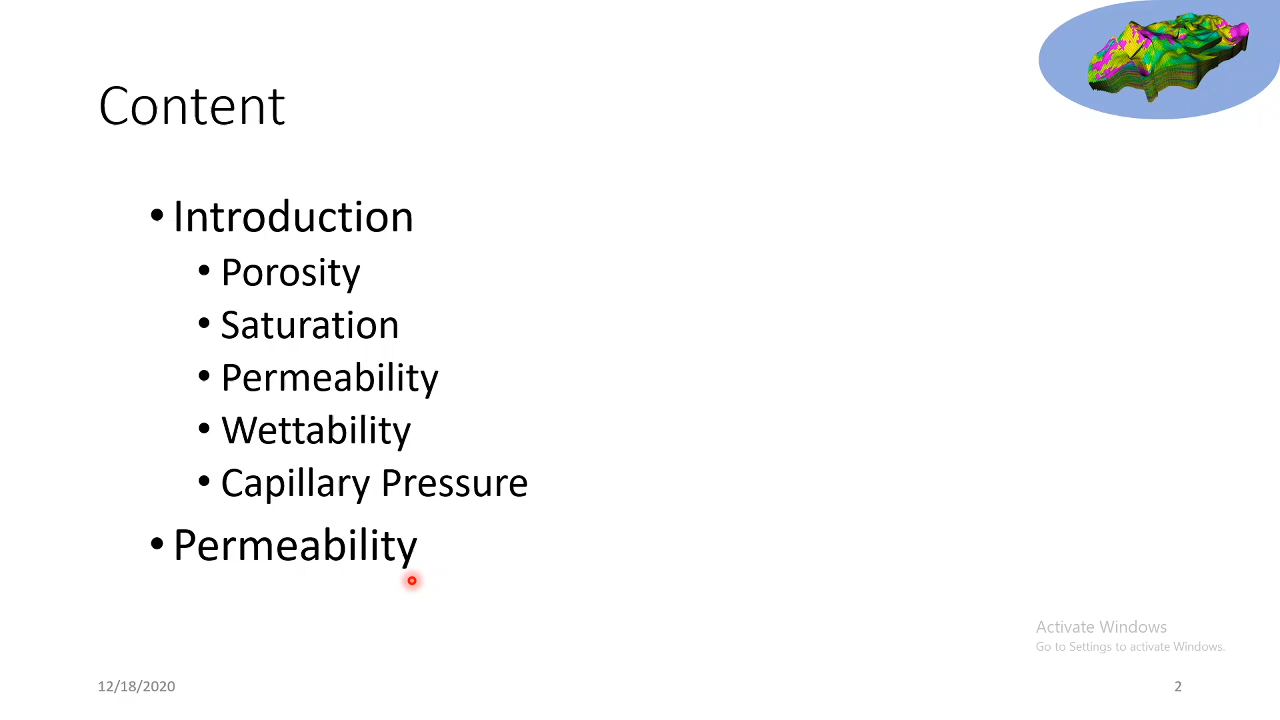 Content
• Introduction
• Porosity
• Saturation
• Permeability
• Wettability
• Capillary Pressure
• Permeability
Activate Windows
Go to Settings to activate Windows.
12/18/2020
2